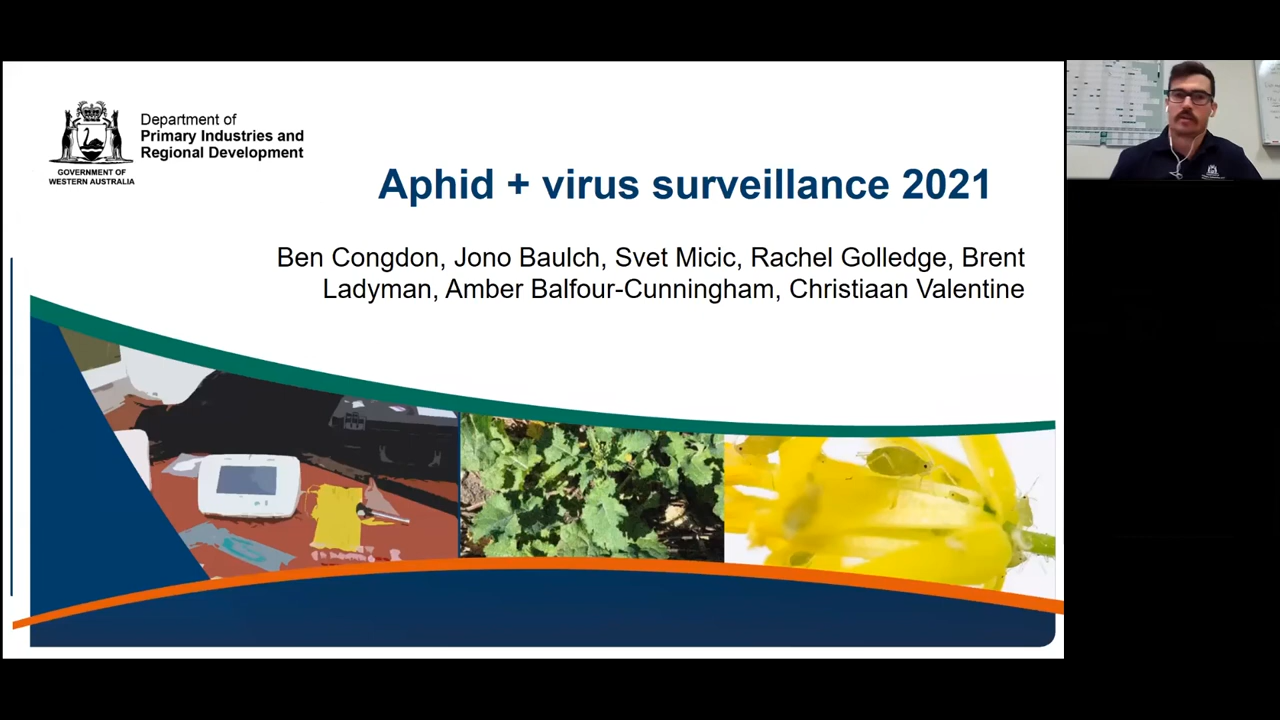 Department of
Primary Industries and
Regional Development
GOVERNMENT OF
WESTERN AUSTRALIA
Aphid + virus surveillance 2021
Ben Congdon, Jono Baulch, Svet Micic, Rachel Golledge, Brent
Ladyman, Amber Balfour-Cunningham, Christiaan Valentine